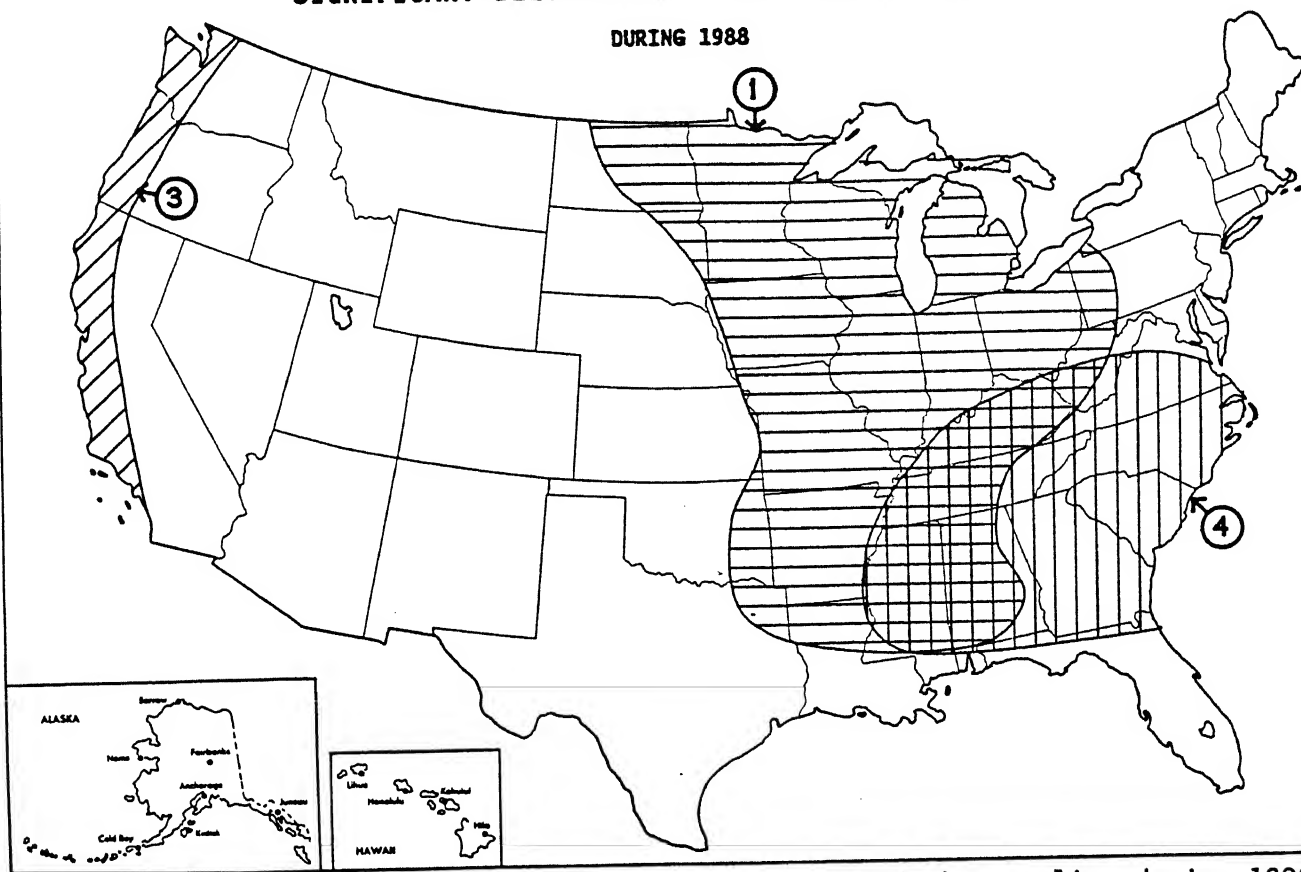 DURING 1988
1
3
4
ALASKA
Barrow
Nome
Fairbanks
Anchorage
Juneau
Cold Bay
Kodiak
Lihue
Honolulu
Kahului
Hilo
HAWAII